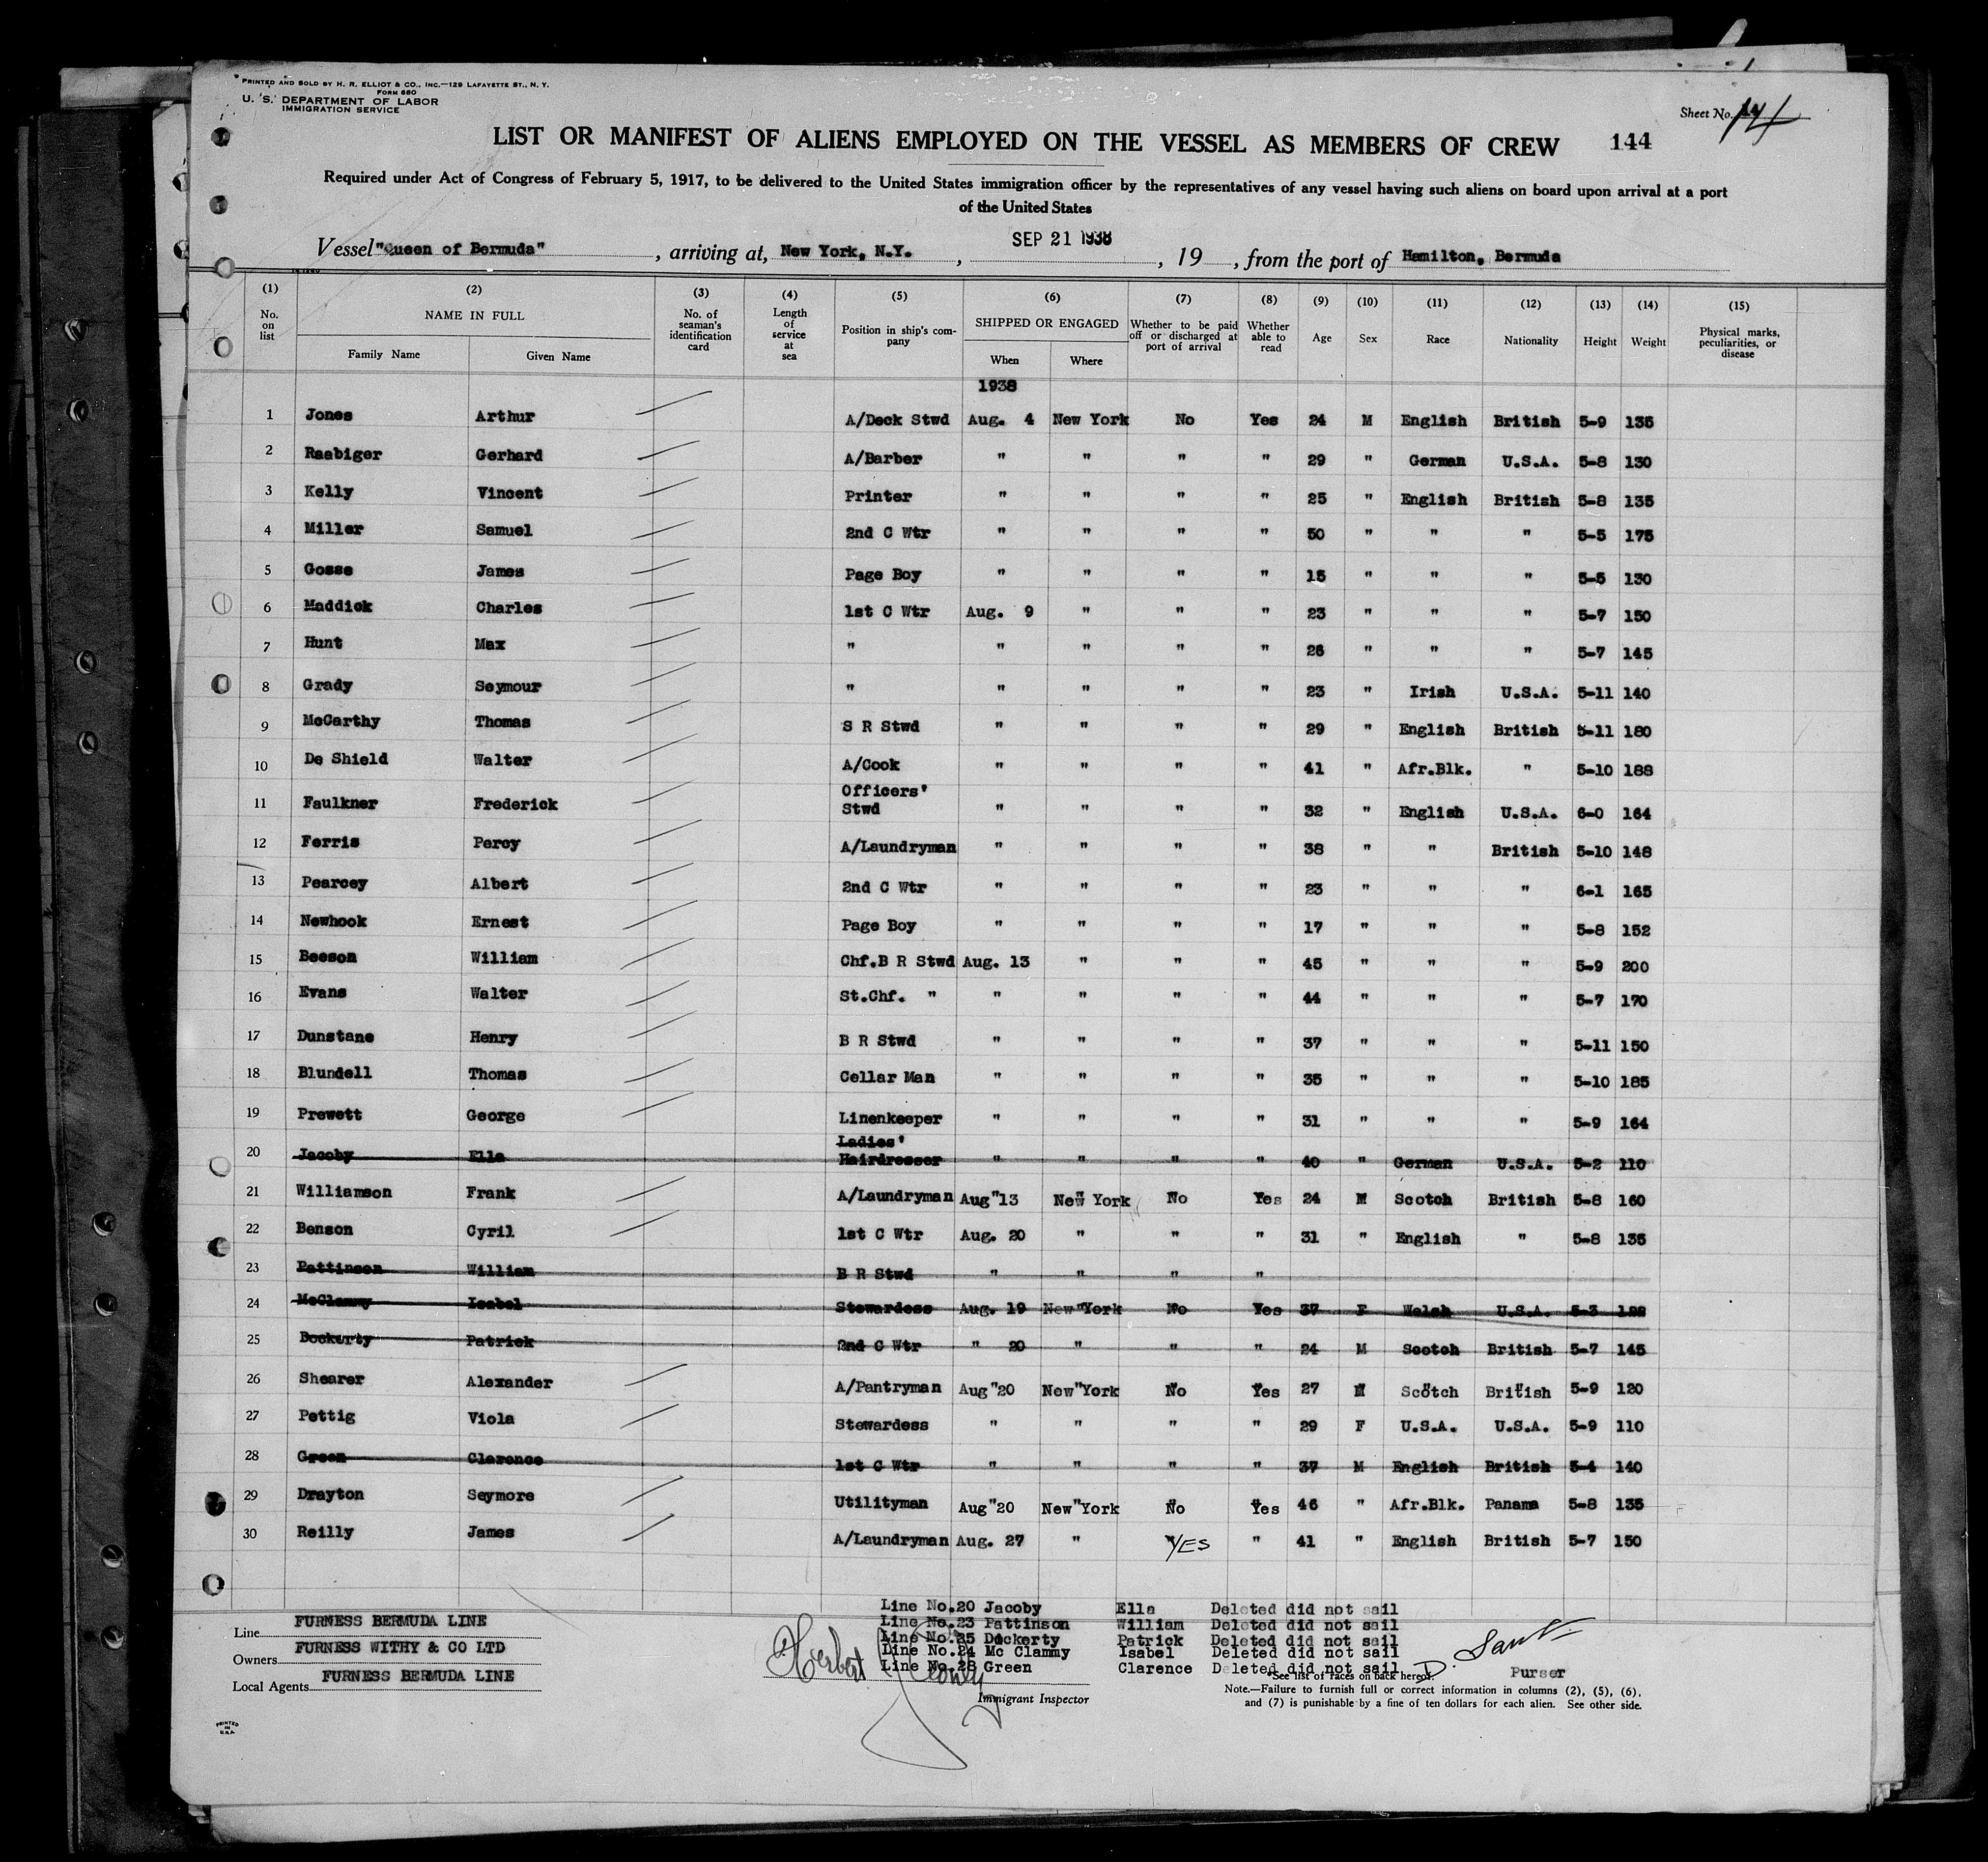 PRINTED AND SOLD BY H. R. ELLIOT & CO., INC.—129 LAFAYETTE ST., N. Y.
FORM 680
U. S. DEPARTMENT OF LABOR
IMMIGRATION SERVICE
Sheet No. 14
LIST OR MANIFEST OF ALIENS EMPLOYED ON THE VESSEL AS MEMBERS OF CREW 144
Required under Act of Congress of February 5, 1917, to be delivered to the United States immigration officer by the representatives of any vessel having such aliens on board upon arrival at a port
of the United States
Vessel "Queen of Bermuda", arriving at, New York, N.Y., SEP 21 1938, 19 , from the port of Hamilton, Bermuda
(1) (2) (3) (4) (5) (6) (7) (8) (9) (10) (11) (12) (13) (14) (15)
No. on list NAME IN FULL Family Name Given Name No. of seaman's identification card Length of service at sea Position in ship's company SHIPPED OR ENGAGED When Where Whether to be paid off or discharged at port of arrival Whether able to read Age Sex Race Nationality Height Weight Physical marks, peculiarities, or disease
1938
1 Jones Arthur A/Deck Stwd Aug. 4 New York No Yes 24 M English British 5-9 135
2 Raabiger Gerhard A/Barber " " " " 29 " German U.S.A. 5-8 130
3 Kelly Vincent Printer " " " " 25 " English British 5-8 135
4 Miller Samuel 2nd C Wtr " " " " 50 " " " 5-5 175
5 Gosse James Page Boy " " " " 15 " " " 5-5 130
6 Maddick Charles 1st C Wtr Aug. 9 " " " 23 " " " 5-7 150
7 Hunt Max " " " " " 26 " " " 5-7 145
8 Grady Seymour " " " " " 23 " Irish U.S.A. 5-11 140
9 McCarthy Thomas S R Stwd " " " " 29 " English British 5-11 180
10 De Shield Walter A/Cook " " " " 41 " Afr.Blk. " 5-10 188
11 Faulkner Frederick Officers' Stwd " " " " 32 " English U.S.A. 6-0 164
12 Ferris Percy A/Laundryman " " " " 38 " " British 5-10 148
13 Pearcey Albert 2nd C Wtr " " " " 23 " " " 6-1 165
14 Newhook Ernest Page Boy " " " " 17 " " " 5-8 152
15 Beeson William Chf.B R Stwd Aug. 13 " " " 45 " " " 5-9 200
16 Evans Walter St.Chf. " " " " " 44 " " " 5-7 170
17 Dunstane Henry B R Stwd " " " " 37 " " " 5-11 150
18 Blundell Thomas Cellar Man " " " " 35 " " " 5-10 185
19 Prewett George Linenkeeper " " " " 31 " " " 5-9 164
20 Jacoby Ella Ladies' Hairdresser " " " " 40 " German U.S.A. 5-2 110
21 Williamson Frank A/Laundryman Aug"13 New York No Yes 24 M Scotch British 5-8 160
22 Benson Cyril 1st C Wtr Aug. 20 " " " 31 " English " 5-8 135
23 Pattinson William B R Stwd " " " "
24 McClammy Isabel Stewardess Aug. 19 New York No Yes 37 F Welsh U.S.A. 5-3
25 Dockerty Patrick 2nd C Wtr " 20 " " " 24 M Scotch British 5-7 145
26 Shearer Alexander A/Pantryman Aug"20 New"York No Yes 27 M Scotch British 5-9 120
27 Pettig Viola Stewardess " " " " 29 F U.S.A. U.S.A. 5-9 110
28 Green Clarence 1st C Wtr " " " " 37 M English British 5-4 140
29 Drayton Seymore Utilityman Aug"20 New"York No Yes 46 " Afr.Blk. Panama 5-8 135
30 Reilly James A/Laundryman Aug. 27 " YES " 41 " English British 5-7 150
Line No.20 Jacoby Ella Deleted did not sail
Line No.23 Pattinson William Deleted did not sail
Line No.25 Dockerty Patrick Deleted did not sail
Line No.24 Mc Clammy Isabel Deleted did not sail
Line No.28 Green Clarence Deleted did not sail
Line FURNESS BERMUDA LINE
Owners FURNESS WITHY & CO LTD
Local Agents FURNESS BERMUDA LINE
Herbert
Immigrant Inspector
Purser
*See list of races on back hereof.
Note.—Failure to furnish full or correct information in columns (2), (5), (6),
and (7) is punishable by a fine of ten dollars for each alien. See other side.
PRINTED
IN
U.S.A.